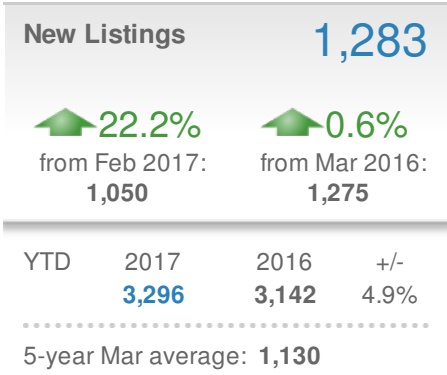 New Listings 1,283
22.2% 0.6%
from Feb 2017: from Mar 2016:
1,050 1,275
YTD 2017 2016 +/-
3,296 3,142 4.9%
5-year Mar average: 1,130